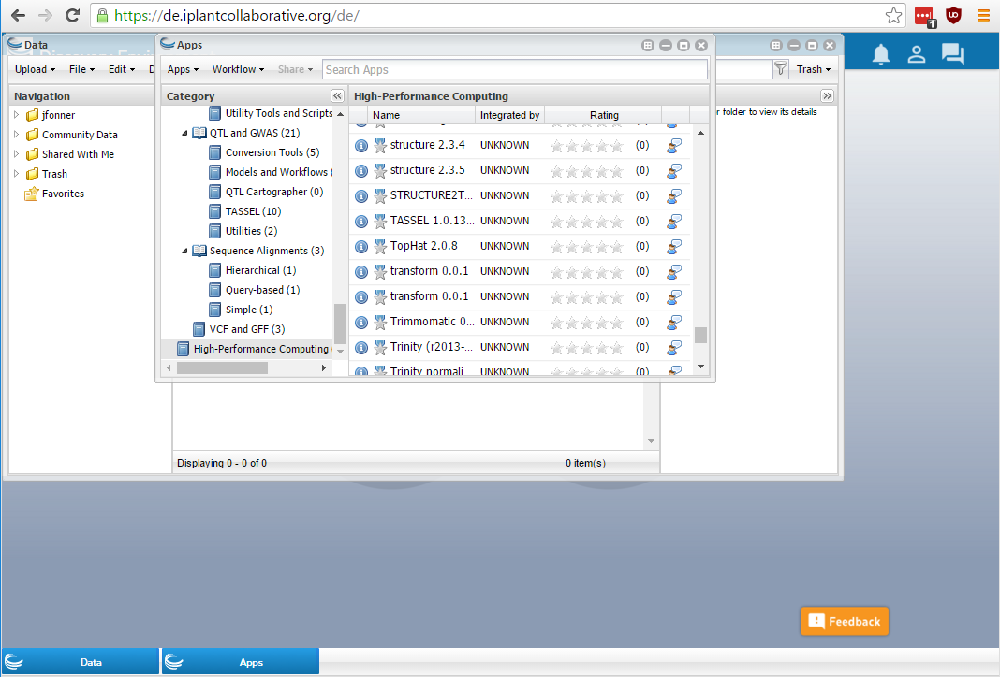 https://de.iplantcollaborative.org/de/
1
Data
Upload
File
Edit
D
Navigation
jfonner
Community Data
Shared With Me
Trash
Favorites
Apps
Apps
Workflow
Share
Search Apps
Category
Utility Tools and Scripts
QTL and GWAS (21)
Conversion Tools (5)
Models and Workflows (
QTL Cartographer (0)
TASSEL (10)
Utilities (2)
Sequence Alignments (3)
Hierarchical (1)
Query-based (1)
Simple (1)
VCF and GFF (3)
High-Performance Computing
High-Performance Computing
Name Integrated by Rating
structure 2.3.4 UNKNOWN (0)
structure 2.3.5 UNKNOWN (0)
STRUCTURE2T... UNKNOWN (0)
TASSEL 1.0.13... UNKNOWN (0)
TopHat 2.0.8 UNKNOWN (0)
transform 0.0.1 UNKNOWN (0)
transform 0.0.1 UNKNOWN (0)
Trimmomatic 0... UNKNOWN (0)
Trinity (r2013-... UNKNOWN (0)
Trinity normali UNKNOWN (0)
Trash
r folder to view its details
Displaying 0 - 0 of 0 0 item(s)
Feedback
Data
Apps